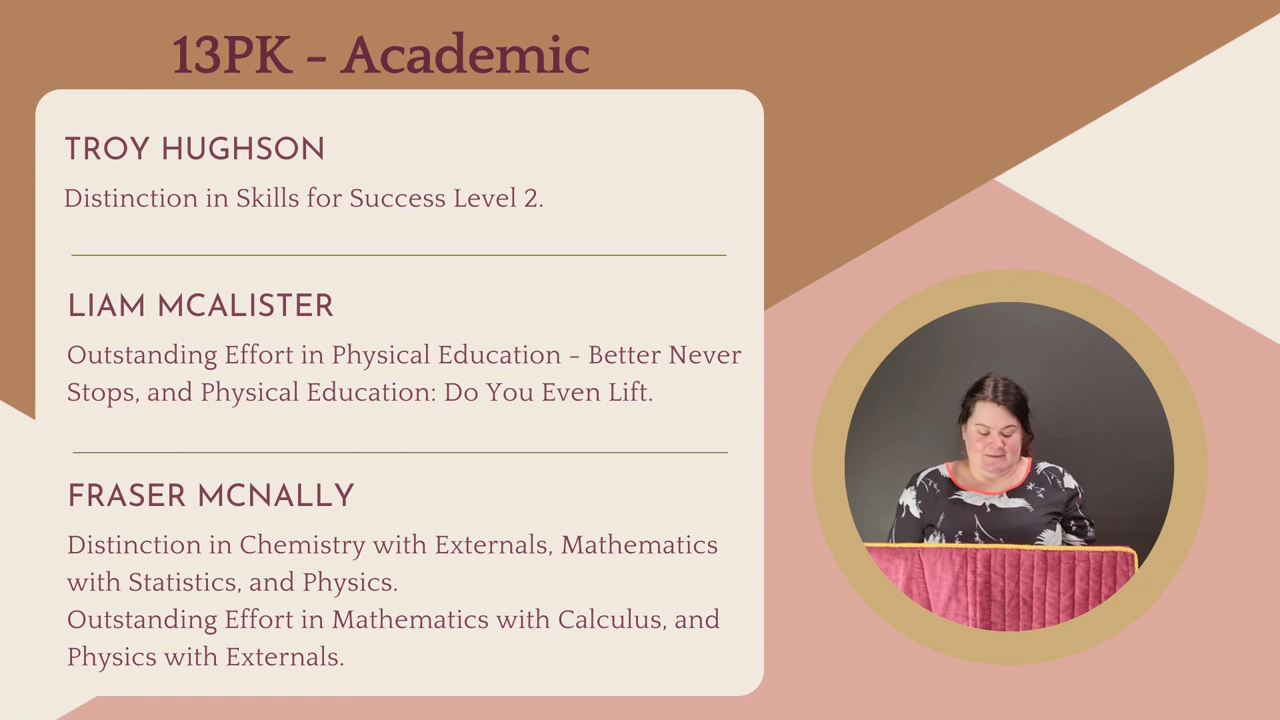 13PK - Academic
TROY HUGHSON
Distinction in Skills for Success Level 2.
LIAM MCALISTER
Outstanding Effort in Physical Education - Better Never
Stops, and Physical Education: Do You Even Lift.
FRASER MCNALLY
Distinction in Chemistry with Externals, Mathematics
with Statistics, and Physics.
Outstanding Effort in Mathematics with Calculus, and
Physics with Externals.